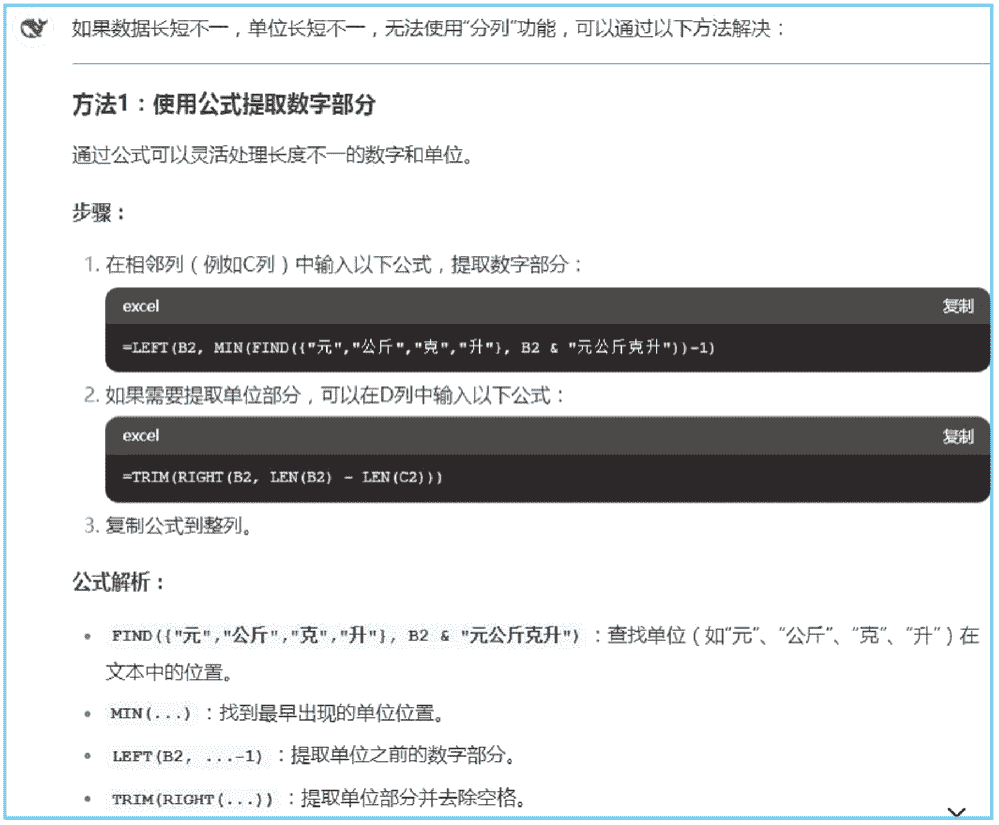 如果数据长短不一，单位长短不一，无法使用“分列”功能，可以通过以下方法解决：
方法1：使用公式提取数字部分
通过公式可以灵活处理长度不一的数字和单位。
步骤：
1. 在相邻列（例如C列）中输入以下公式，提取数字部分：
excel 复制
=LEFT(B2, MIN(FIND({"元","公斤","克","升"}, B2 & "元公斤克升"))-1)
2. 如果需要提取单位部分，可以在D列中输入以下公式：
excel 复制
=TRIM(RIGHT(B2, LEN(B2) - LEN(C2)))
3. 复制公式到整列。
公式解析：
• FIND({"元","公斤","克","升"}, B2 & "元公斤克升") ：查找单位（如“元”、“公斤”、“克”、“升”）在
文本中的位置。
• MIN(...) ：找到最早出现的单位位置。
• LEFT(B2, ...-1) ：提取单位之前的数字部分。
• TRIM(RIGHT(...)) ：提取单位部分并去除空格。